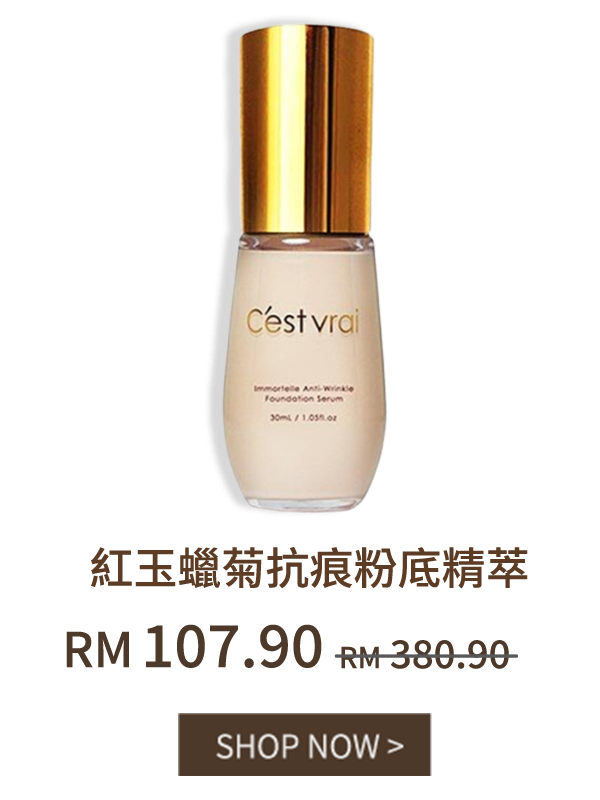 C'est vrai
Immortelle Anti-Wrinkle
Foundation Serum
30mL / 1.05fl.oz
紅玉蠟菊抗痕粉底精萃
RM 107.90 RM 380.90
SHOP NOW >